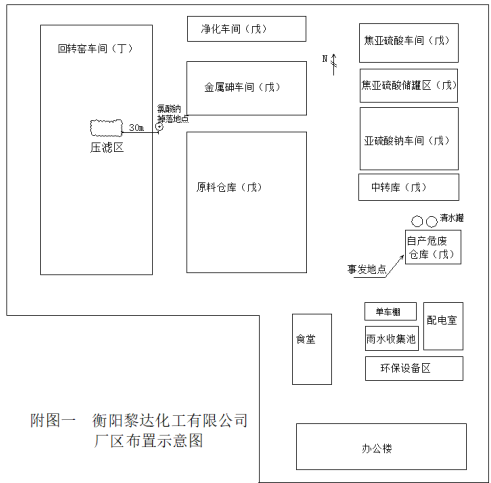 净化车间（戊）
焦亚硫酸车间（戊）
回转窑车间（丁）
N
金属砷车间（戊）
焦亚硫酸储罐区（戊）
氯酸钠
掉落地点
30m
压滤区
亚硫酸钠车间（戊）
原料仓库（戊）
中转库（戊）
清水罐
自产危废
仓库（戊）
事发地点
单车棚
配电室
食堂
雨水收集池
环保设备区
附图一 衡阳黎达化工有限公司
厂区布置示意图
办公楼